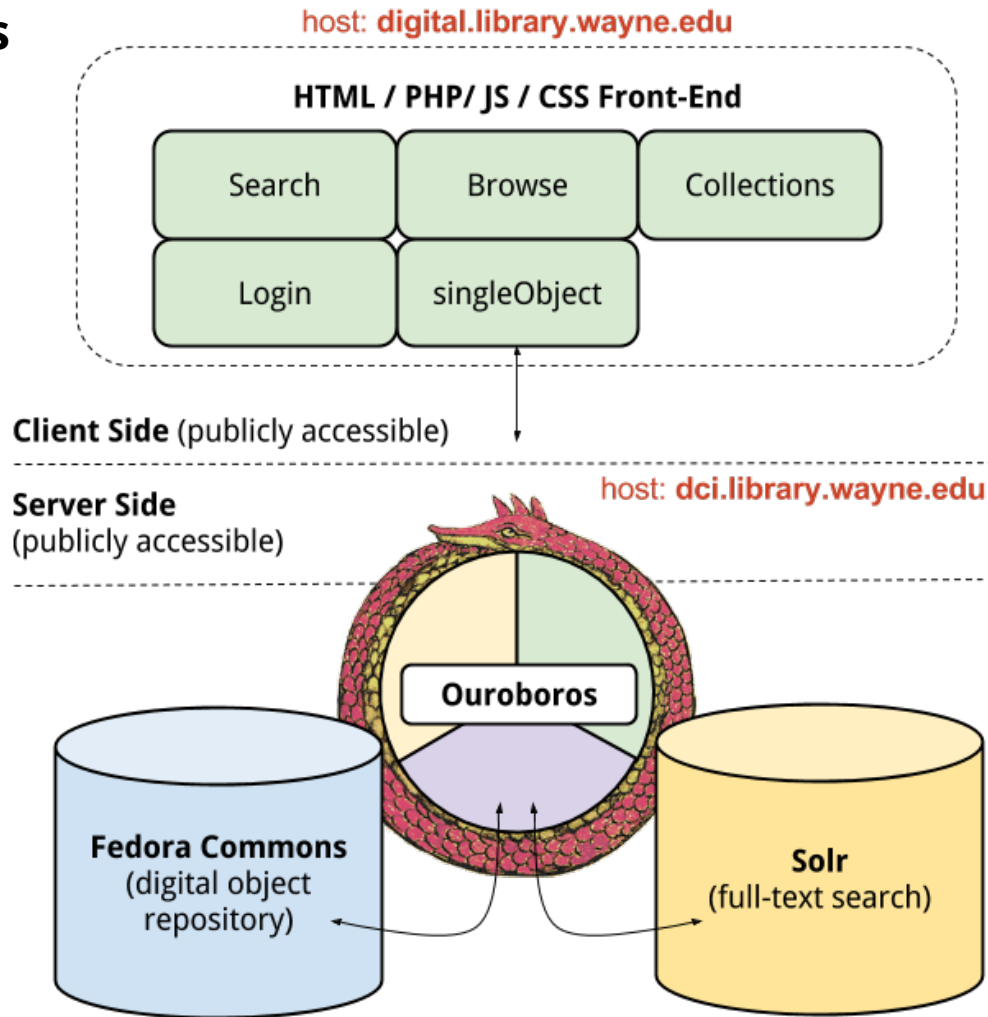 s
host: digital.library.wayne.edu
HTML / PHP/ JS / CSS Front-End
Search
Browse
Collections
Login
singleObject
Client Side (publicly accessible)
host: dci.library.wayne.edu
Server Side
(publicly accessible)
Ouroboros
Fedora Commons
(digital object
repository)
Solr
(full-text search)